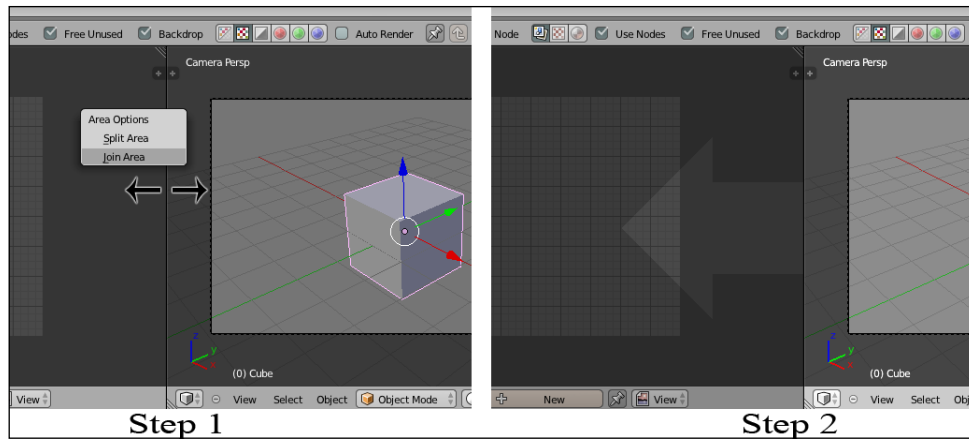 odes Free Unused Backdrop Auto Render
Camera Persp
Area Options
Split Area
Join Area
z
y
x
(0) Cube
View View Select Object Object Mode
Step 1
Node Use Nodes Free Unused Backdrop
Camera Persp
z
y
x
(0) Cube
New View View Select Obj
Step 2